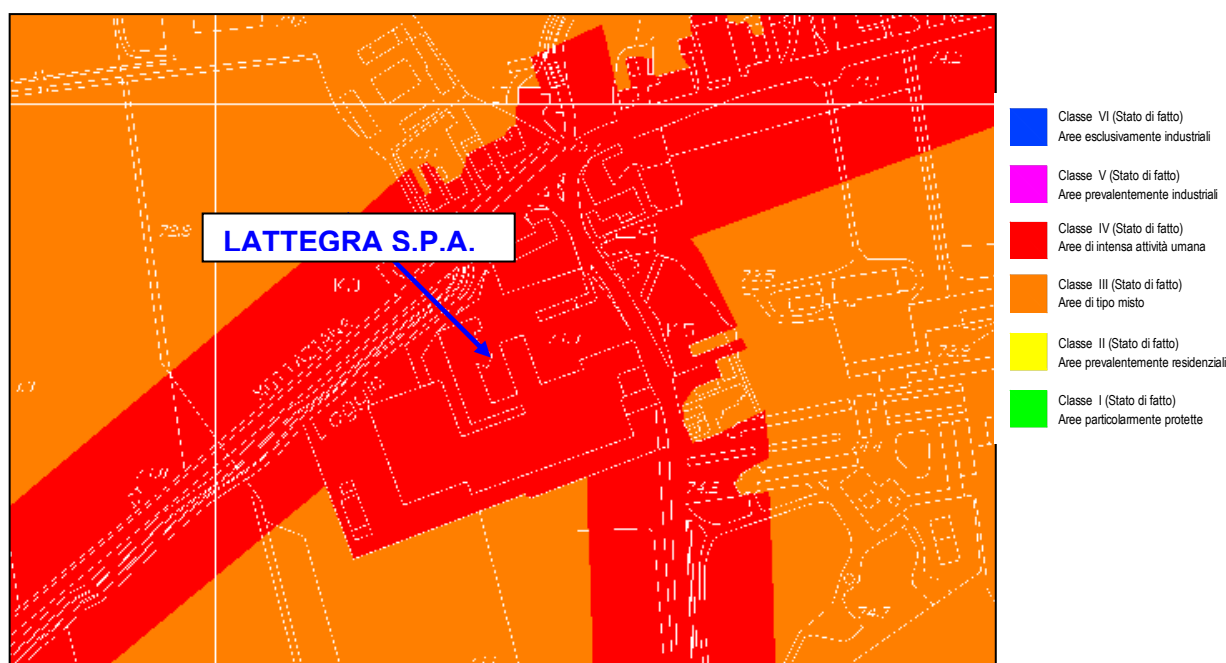 LATTEGRA S.P.A.
Classe VI (Stato di fatto)
Aree esclusivamente industriali
Classe V (Stato di fatto)
Aree prevalentemente industriali
Classe IV (Stato di fatto)
Aree di intensa attività umana
Classe III (Stato di fatto)
Aree di tipo misto
Classe II (Stato di fatto)
Aree prevalentemente residenziali
Classe I (Stato di fatto)
Aree particolarmente protette